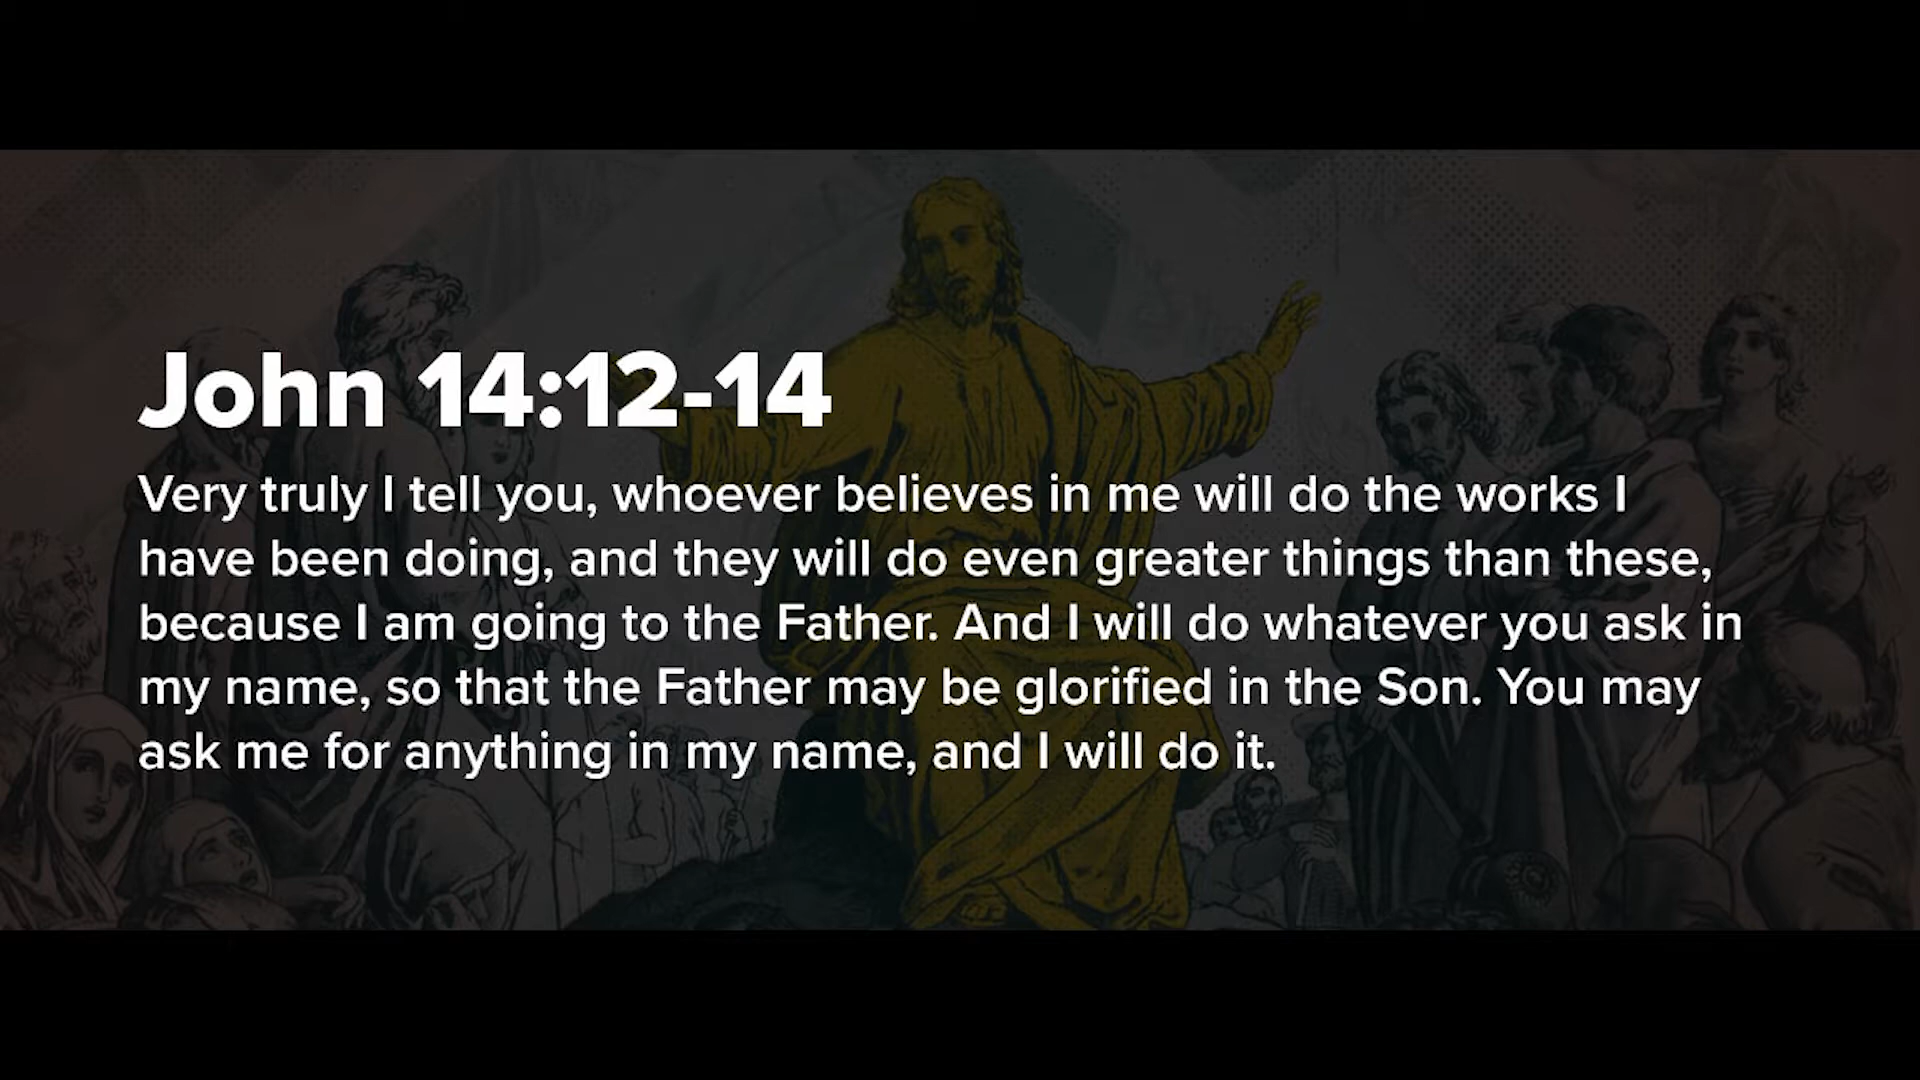 John 14:12-14
Very truly I tell you, whoever believes in me will do the works I
have been doing, and they will do even greater things than these,
because I am going to the Father. And I will do whatever you ask in
my name, so that the Father may be glorified in the Son. You may
ask me for anything in my name, and I will do it.